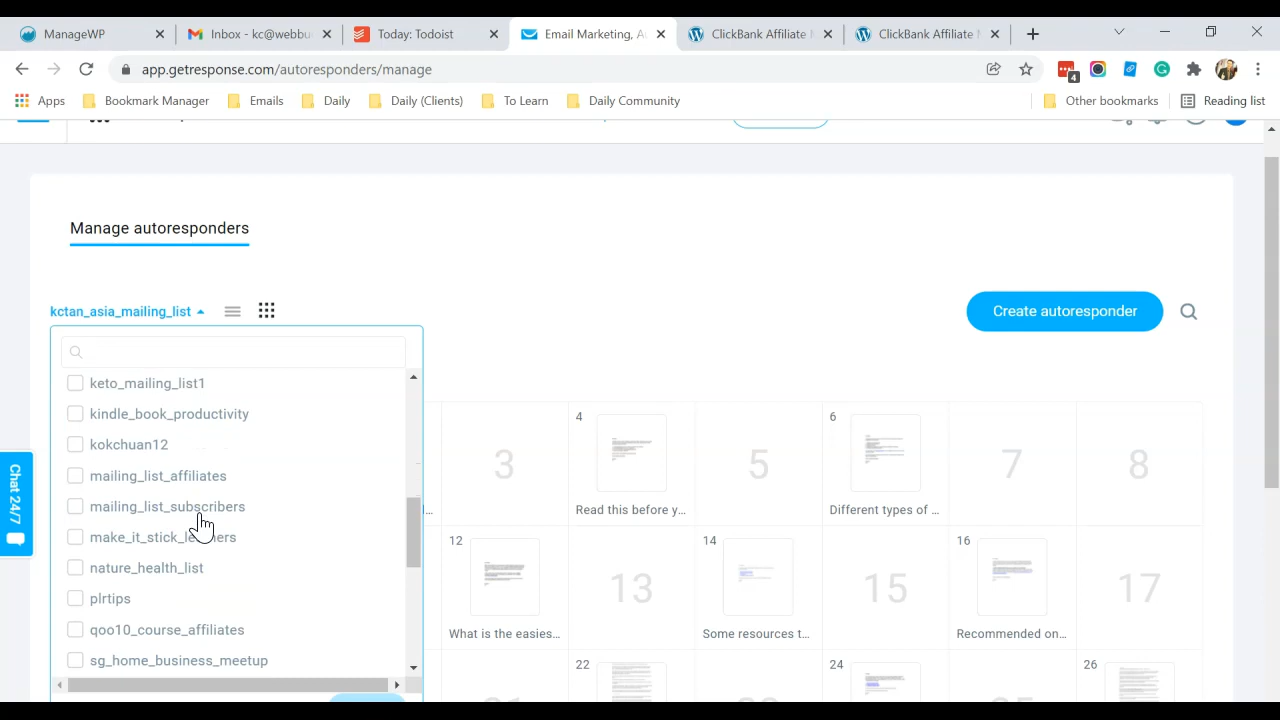 ManageWP
Inbox - kc@webbu
Today: Todoist
Email Marketing, A
ClickBank Affiliate
ClickBank Affiliate
app.getresponse.com/autoresponders/manage
4
Apps
Bookmark Manager
Emails
Daily
Daily (Clients)
To Learn
Daily Community
Other bookmarks
Reading list
Manage autoresponders
kctan_asia_mailing_list
Create autoresponder
keto_mailing_list1
kindle_book_productivity
kokchuan12
mailing_list_affiliates
mailing_list_subscribers
make_it_stick_le ers
nature_health_list
plrtips
qoo10_course_affiliates
sg_home_business_meetup
3
4
Read this before y...
5
6
Different types of ...
7
8
12
What is the easies...
13
14
Some resources t...
15
16
Recommended on...
17
22
24
26
Chat 24/7